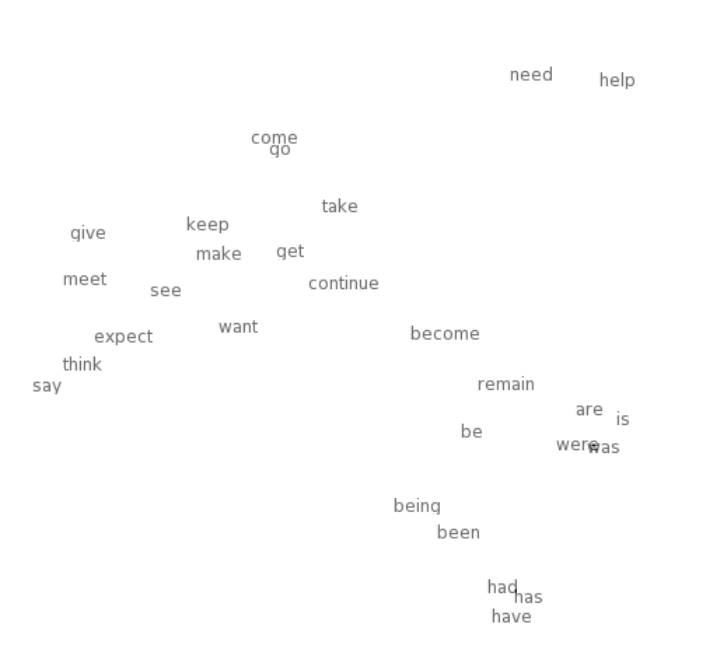 need
help
come
go
take
keep
give
get
make
meet
continue
see
want
become
expect
think
remain
say
are
is
be
were
was
being
been
had
has
have